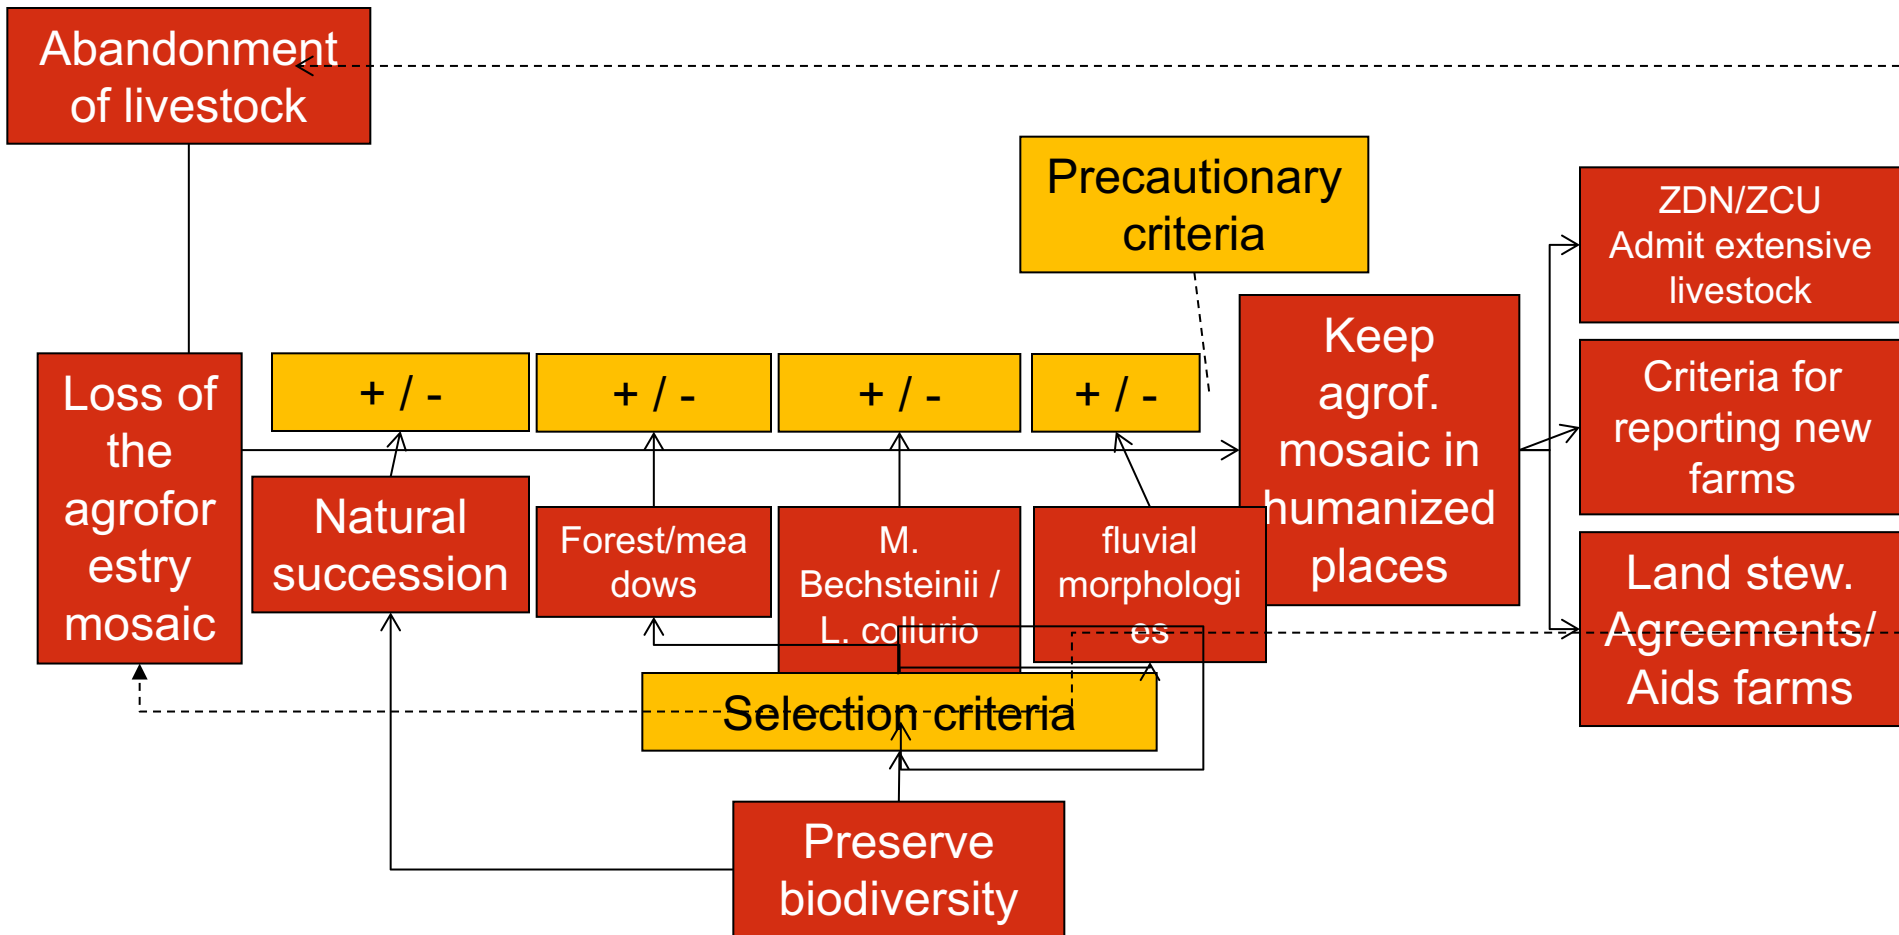 Abandonment
of livestock
Precautionary
criteria
ZDN/ZCU
Admit extensive
livestock
Loss of
the
agrofor
estry
mosaic
+ / -
+ / -
+ / -
+ / -
Keep
agrof.
mosaic in
humanized
places
Criteria for
reporting new
farms
Natural
succession
Forest/mea
dows
M.
Bechsteinii /
L. collurio
fluvial
morphologi
es
Land stew.
Agreements/
Aids farms
Selection criteria
Preserve
biodiversity